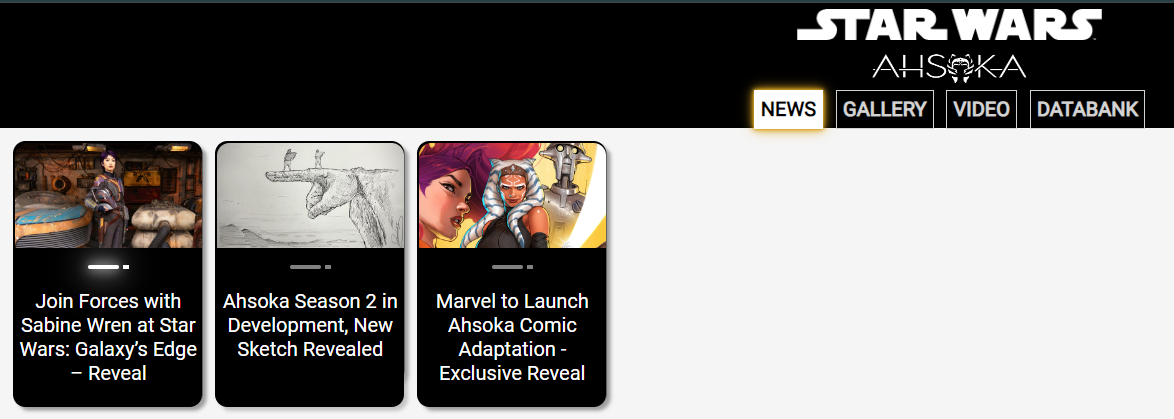 STAR WARS
AHSOKA
NEWS GALLERY VIDEO DATABANK
Join Forces with
Sabine Wren at Star
Wars: Galaxy’s Edge
– Reveal
Ahsoka Season 2 in
Development, New
Sketch Revealed
Marvel to Launch
Ahsoka Comic
Adaptation -
Exclusive Reveal